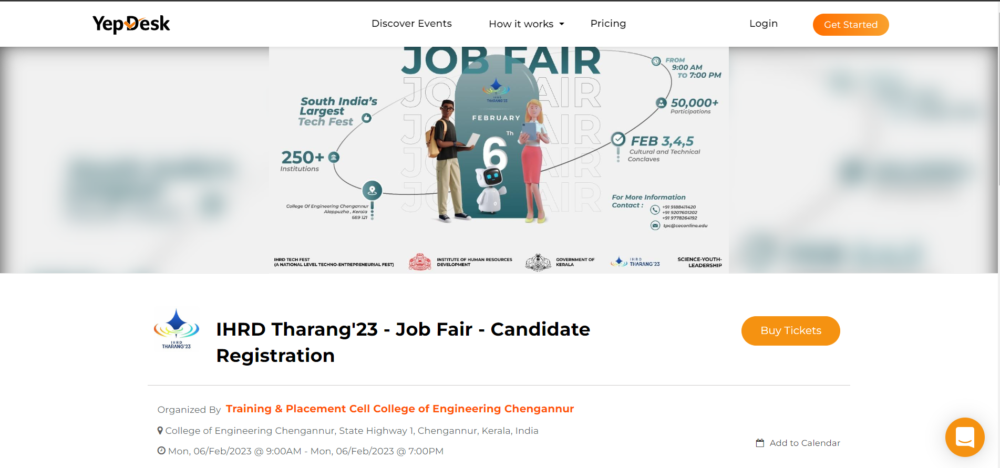 YepDesk
Discover Events
How it works
Pricing
Login
Get Started
JOB FAIR
JOB FAIR
JOB FAIR
JOB FAIR
JOB FAIR
South India's
Largest
Tech Fest
250+
Institutions
College Of Engineering Chengannur
Alappuzha , Kerala
689 121
IHRD
THARANG'23
FEBRUARY
6Th
FROM
9:00 AM
TO 7:00 PM
50,000+
Participations
FEB 3,4,5
Cultural and Technical
Conclaves
For More Information
Contact :
+91 9188411420
+91 9207601202
+91 9778264192
tpc@ceconline.edu
IHRD TECH FEST
(A NATIONAL LEVEL TECHNO-ENTREPRENEURIAL FEST)
INSTITUTE OF HUMAN RESOURCES
DEVELOPMENT
GOVERNMENT OF
KERALA
IHRD
THARANG'23
SCIENCE-YOUTH-
LEADERSHIP
IHRD
THARANG'23
IHRD Tharang'23 - Job Fair - Candidate
Registration
Buy Tickets
Organized By Training & Placement Cell College of Engineering Chengannur
College of Engineering Chengannur, State Highway 1, Chengannur, Kerala, India
Mon, 06/Feb/2023 @ 9:00AM - Mon, 06/Feb/2023 @ 7:00PM
Add to Calendar